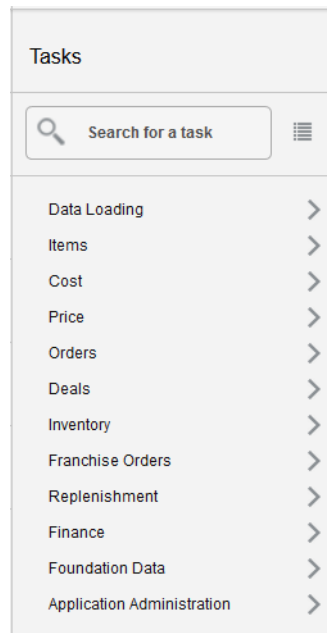 Tasks
Search for a task
Data Loading
Items
Cost
Price
Orders
Deals
Inventory
Franchise Orders
Replenishment
Finance
Foundation Data
Application Administration